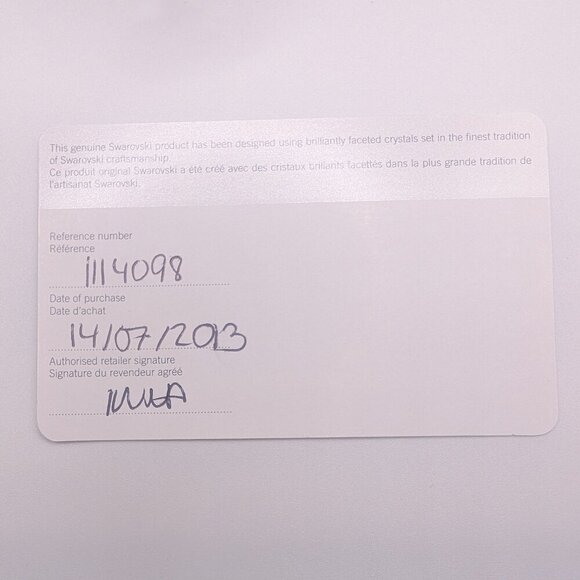 This genuine Swarovski product has been designed using brilliantly faceted crystals set in the finest tradition
of Swarovski craftsmanship.
Ce produit original Swarovski a été créé avec des cristaux brillants facettés dans la plus grande tradition de
l'artisanat Swarovski.
Reference number
Référence
1114098
Date of purchase
Date d'achat
14/07/2013
Authorised retailer signature
Signature du revendeur agréé